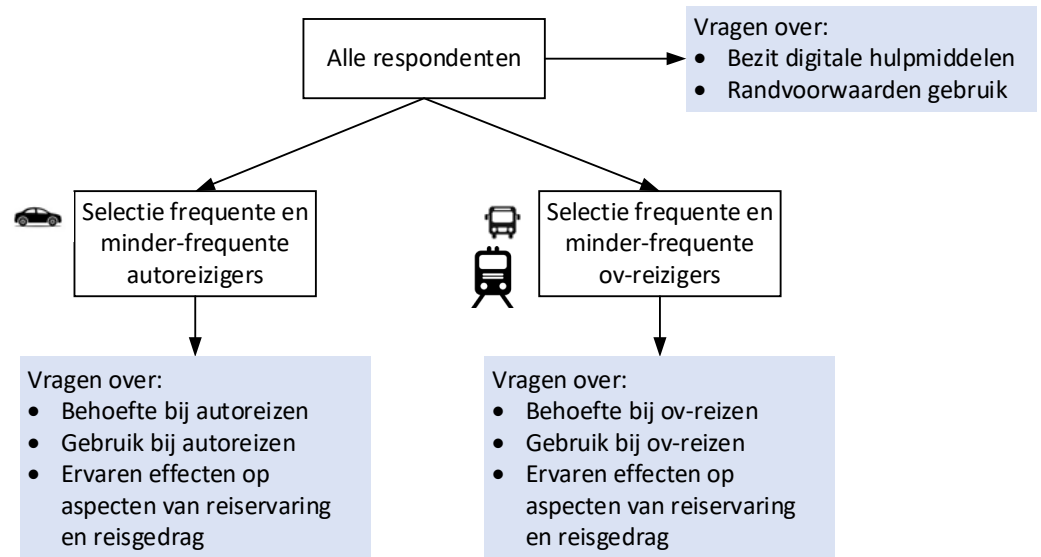 Alle respondenten
Vragen over:
• Bezit digitale hulpmiddelen
• Randvoorwaarden gebruik
Selectie frequente en
minder-frequente
autoreizigers
Selectie frequente en
minder-frequente
ov-reizigers
Vragen over:
• Behoefte bij autoreizen
• Gebruik bij autoreizen
• Ervaren effecten op
aspecten van reiservaring
en reisgedrag
Vragen over:
• Behoefte bij ov-reizen
• Gebruik bij ov-reizen
• Ervaren effecten op
aspecten van reiservaring
en reisgedrag